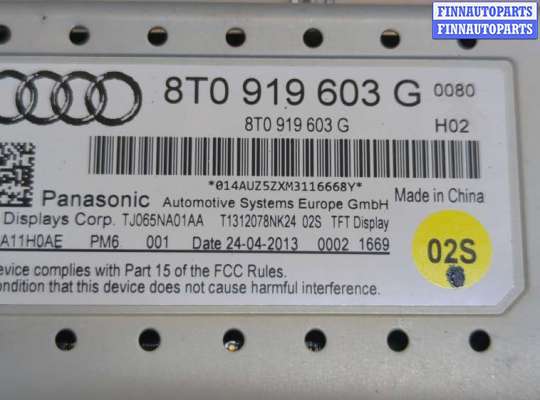 FINNAUTOPARTS
FINNAUTOPARTS
8T0 919 603 G 0080
8T0 919 603 G H02
*014AUZ5ZXM3116668Y*
Panasonic Automotive Systems Europe GmbH
Made in China
Displays Corp. TJ065NA01AA T1312078NK24 02S TFT Display
A11H0AE PM6 001 Date 24-04-2013 0002 1669
02S
evice complies with Part 15 of the FCC Rules.
ondition that this device does not cause harmful interference.